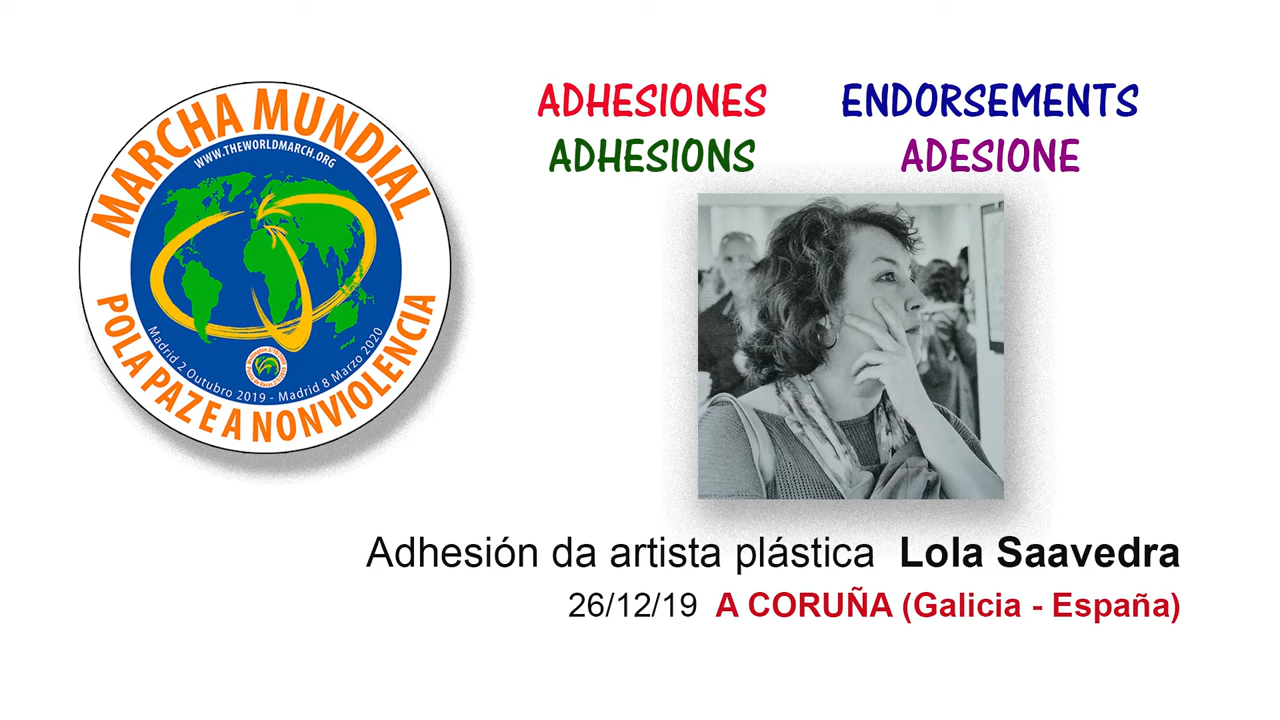 MARCHA MUNDIAL
WWW.THEWORLDMARCH.ORG
Madrid 2 Outubro 2019 - Madrid 8 Marzo 2020
POLA PAZ E A NONVIOLENCIA
ADHESIONES
ENDORSEMENTS
ADHESIONS
ADESIONE
Adhesión da artista plástica Lola Saavedra
26/12/19 A CORUÑA (Galicia - España)